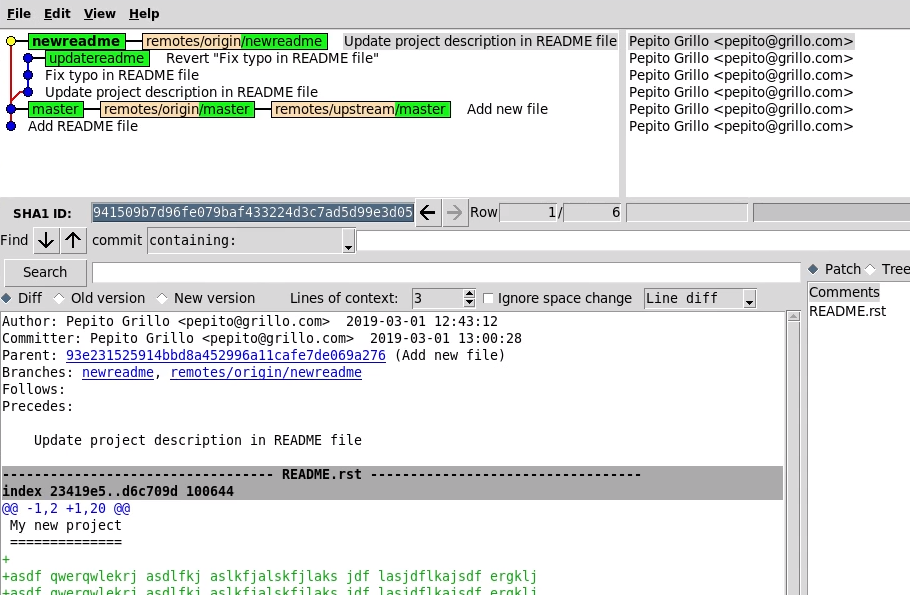 File Edit View Help
newreadme remotes/origin/newreadme Update project description in README file Pepito Grillo <pepito@grillo.com>
updatereadme Revert "Fix typo in README file" Pepito Grillo <pepito@grillo.com>
Fix typo in README file Pepito Grillo <pepito@grillo.com>
Update project description in README file Pepito Grillo <pepito@grillo.com>
master remotes/origin/master remotes/upstream/master Add new file Pepito Grillo <pepito@grillo.com>
Add README file Pepito Grillo <pepito@grillo.com>
SHA1 ID: 941509b7d96fe079baf433224d3c7ad5d99e3d05 Row 1/ 6
Find commit containing:
Search
Patch Tree
Diff Old version New version Lines of context: 3 Ignore space change Line diff
Comments
README.rst
Author: Pepito Grillo <pepito@grillo.com> 2019-03-01 12:43:12
Committer: Pepito Grillo <pepito@grillo.com> 2019-03-01 13:00:28
Parent: 93e231525914bbd8a452996a11cafe7de069a276 (Add new file)
Branches: newreadme, remotes/origin/newreadme
Follows:
Precedes:
Update project description in README file
---------------------------------- README.rst ----------------------------------
index 23419e5..d6c709d 100644
@@ -1,2 +1,20 @@
My new project
==============
+
+asdf qwerqwlekrj asdlfkj aslkfjalskfjlaks jdf lasjdflkajsdf ergklj
+asdf qwerqwlekrj asdlfkj aslkfjalskfjlaks jdf lasjdflkajsdf ergklj